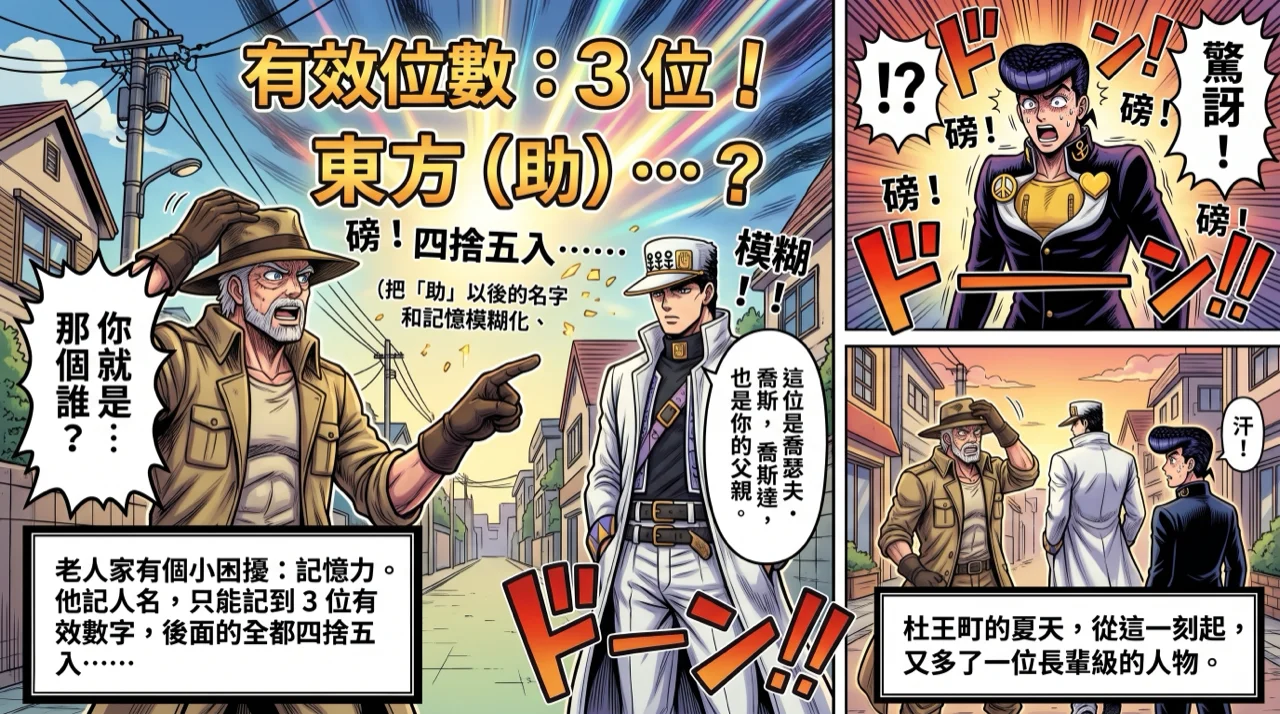 有效位數：3位！
東方（助）…？
磅！四捨五入……
（把「助」以後的名字
和記憶模糊化、
模糊
！！
你就是…
那個誰？
這位是喬瑟夫·
喬斯，喬斯達，
也是你的父親。
ドーン!!
老人家有個小困擾：記憶力。
他記人名，只能記到 3 位有
效數字，後面的全都四捨五
入……
!?
ドン!
驚訝！
磅！
磅！
磅！
磅！
ドーン!!
汗！
杜王町的夏天，從這一刻起，
又多了一位長輩級的人物。